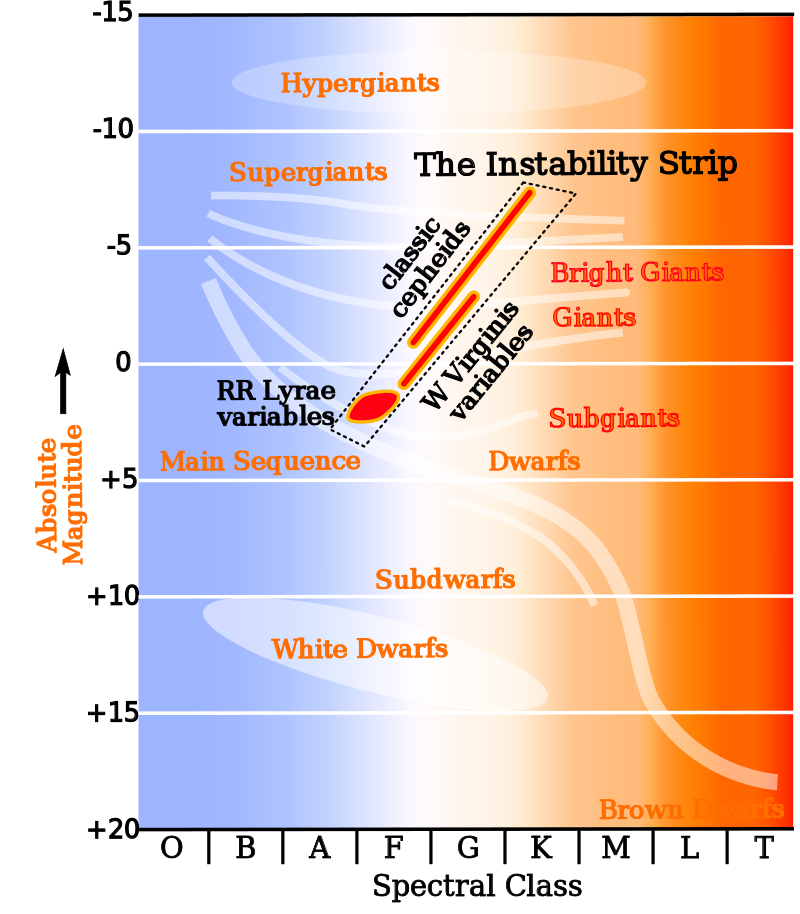 -15
Hypergiants
-10
The Instability Strip
Supergiants
classic
cepheids
-5
Bright Giants
Giants
W Virginis
variables
0
RR Lyrae
variables
Subgiants
Absolute
Magnitude
Main Sequence
Dwarfs
+5
Subdwarfs
+10
White Dwarfs
+15
Brown Dwarfs
+20
O B A F G K M L T
Spectral Class